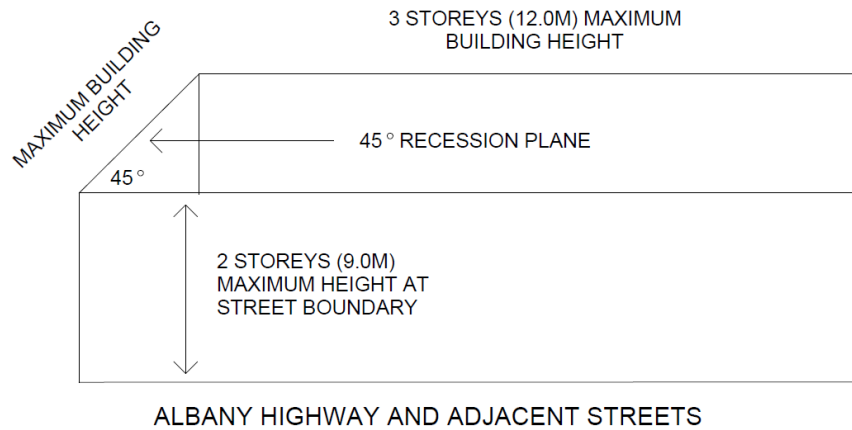 3 STOREYS (12.0M) MAXIMUM
BUILDING HEIGHT
MAXIMUM BUILDING
HEIGHT
45° RECESSION PLANE
45°
2 STOREYS (9.0M)
MAXIMUM HEIGHT AT
STREET BOUNDARY
ALBANY HIGHWAY AND ADJACENT STREETS